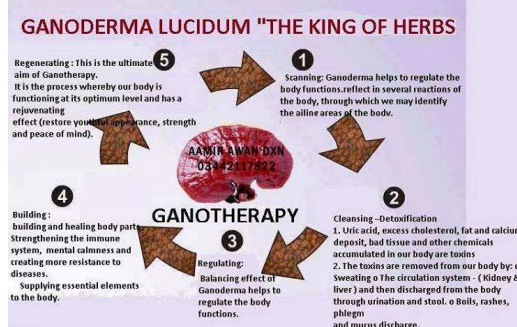 GANODERMA LUCIDUM "THE KING OF HERBS
1
Scanning: Ganoderma helps to regulate the
body functions.reflect in several reactions of
the body, through which we may identify
the ailing areas of the body.
2
Cleansing –Detoxification
1. Uric acid, excess cholesterol, fat and calcium
deposit, bad tissue and other chemicals
accumulated in our body are toxins
2. The toxins are removed from our body by: o
Sweating o The circulation system - ( Kidney &
liver ) and then discharged from the body
through urination and stool. o Boils, rashes,
phlegm
and mucus discharge.
3
Regulating:
Balancing effect of
Ganoderma helps to
regulate the body
functions.
4
Building :
building and healing body parts
Strengthening the immune
system, mental calmness and
creating more resistance to
diseases.
Supplying essential elements
to the body.
5
Regenerating : This is the ultimate
aim of Ganotherapy.
It is the process whereby our body is
functioning at its optimum level and has a
rejuvenating
effect (restore youthful appearance, strength
and peace of mind).
AAMIR AWAN DXN
03442117822
GANOTHERAPY